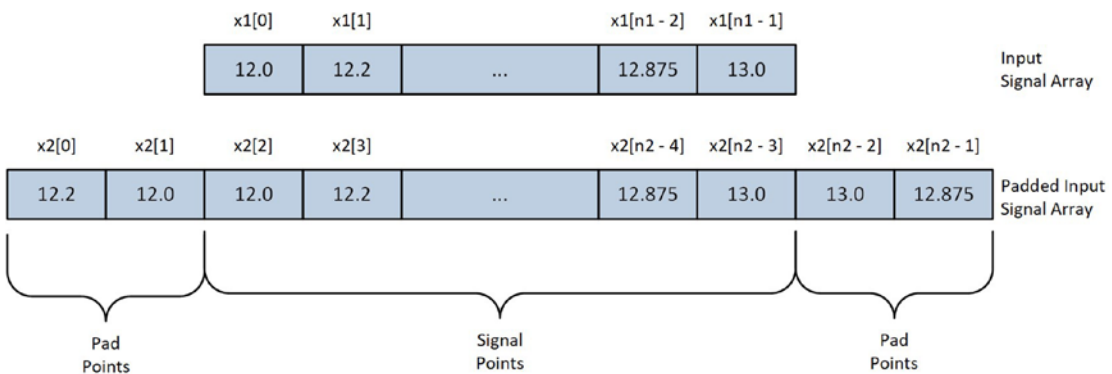 x1[0] x1[1] x1[n1 - 2] x1[n1 - 1]
12.0 12.2 ... 12.875 13.0
Input
Signal Array
x2[0] x2[1] x2[2] x2[3] x2[n2 - 4] x2[n2 - 3] x2[n2 - 2] x2[n2 - 1]
12.2 12.0 12.0 12.2 ... 12.875 13.0 13.0 12.875
Padded Input
Signal Array
Pad
Points
Signal
Points
Pad
Points